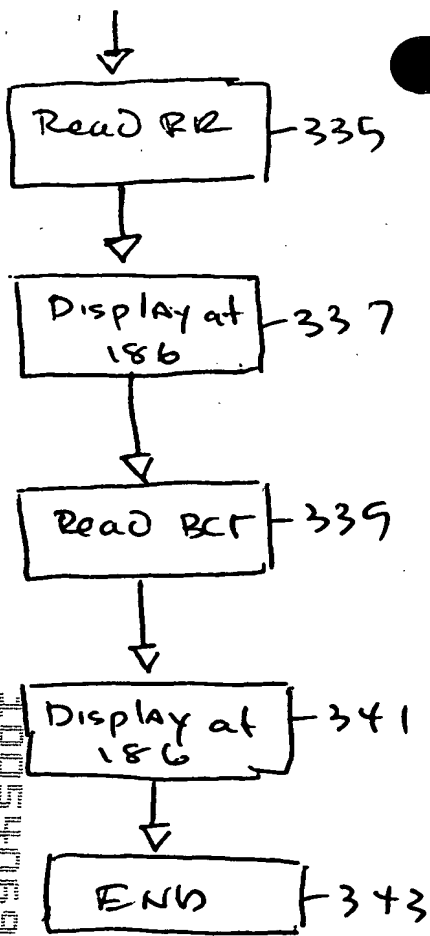 Read RR
335
Display at
186
337
Read BCT
339
Display at
186
341
END
343